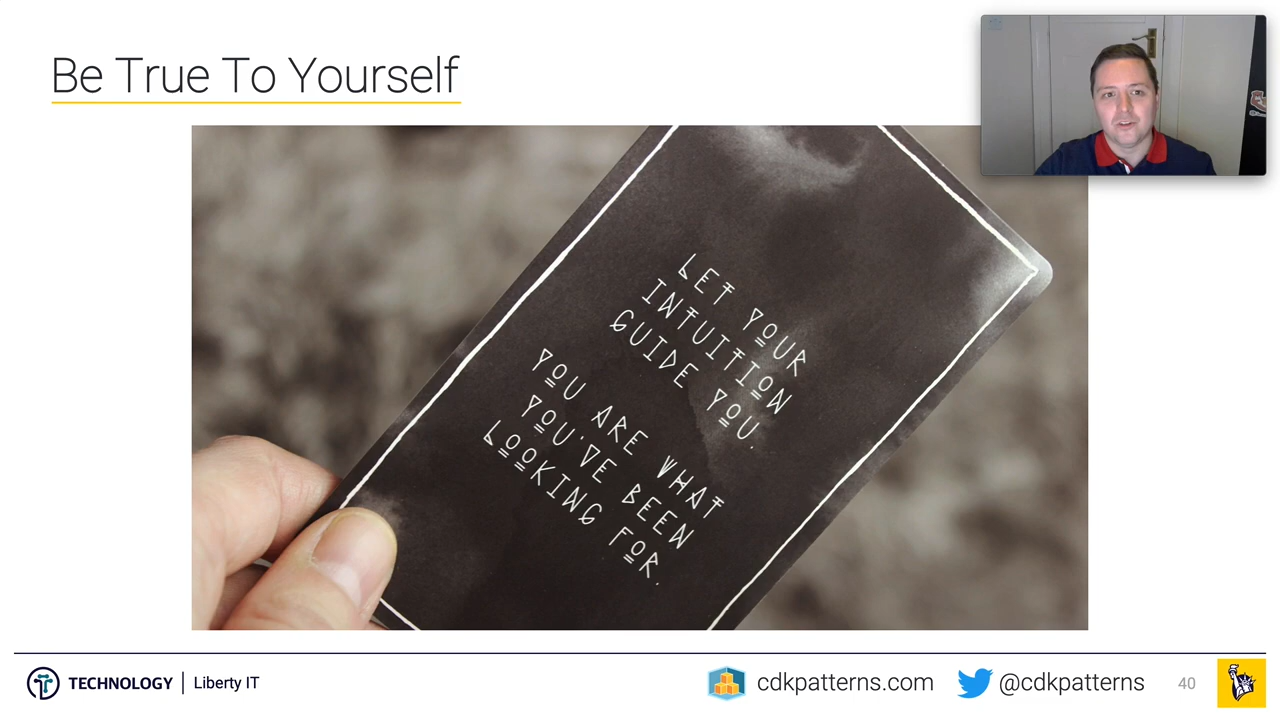 Be True To Yourself
LET YOUR
INTUITION
GUIDE YOU.
YOU ARE WHAT
YOU'VE BEEN
LOOKING FOR.
TECHNOLOGY | Liberty IT
cdkpatterns.com
@cdkpatterns
40